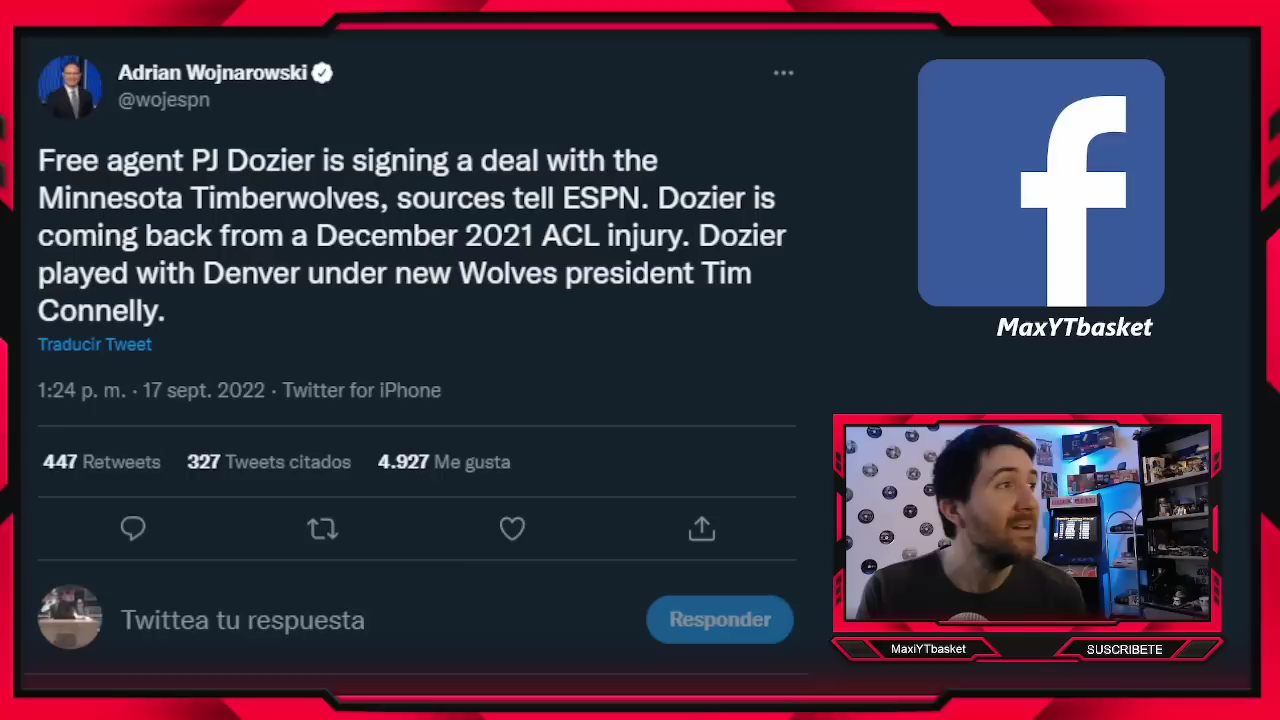 Adrian Wojnarowski
@wojespn
Free agent PJ Dozier is signing a deal with the
Minnesota Timberwolves, sources tell ESPN. Dozier is
coming back from a December 2021 ACL injury. Dozier
played with Denver under new Wolves president Tim
Connelly.
Traducir Tweet
1:24 p. m. · 17 sept. 2022 · Twitter for iPhone
447 Retweets 327 Tweets citados 4.927 Me gusta
Twittea tu respuesta
Responder
f
MaxYTbasket
MaxiYTbasket
SUSCRIBETE